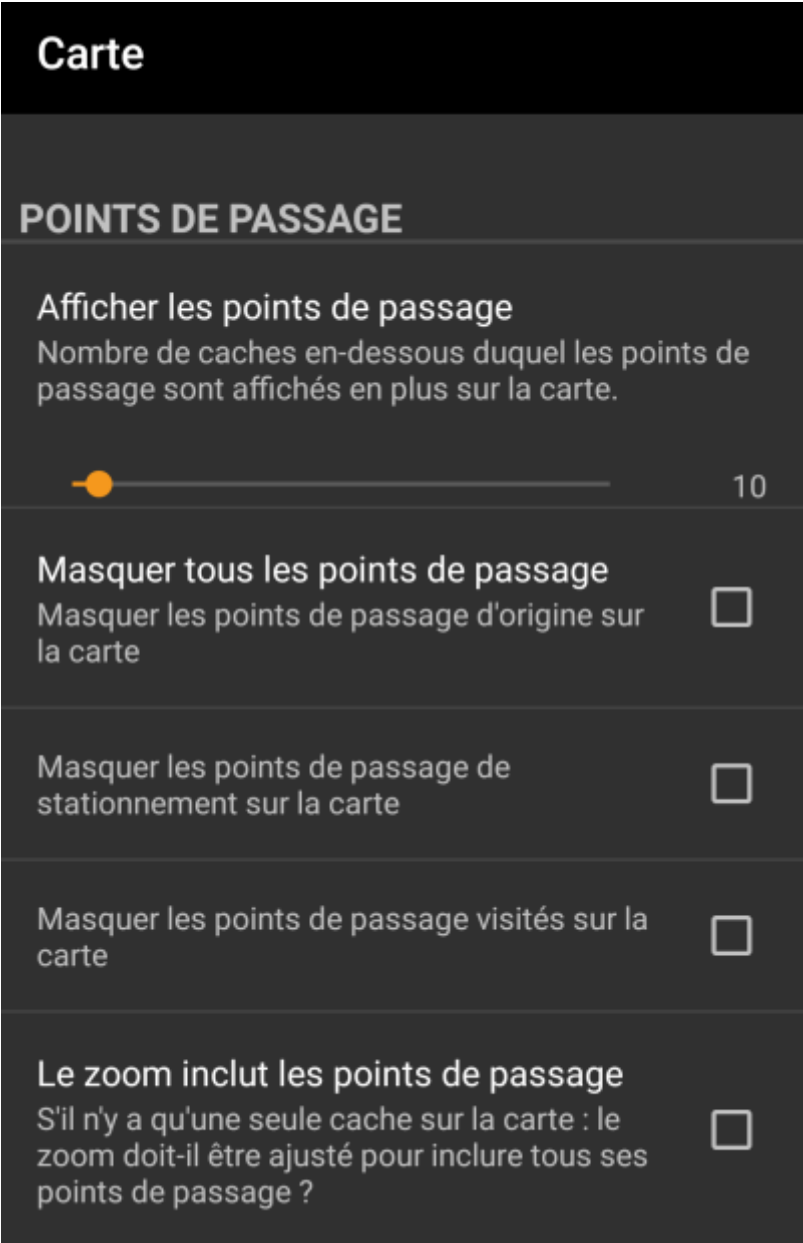 Carte
POINTS DE PASSAGE
Afficher les points de passage
Nombre de caches en-dessous duquel les points de
passage sont affichés en plus sur la carte.
10
Masquer tous les points de passage
Masquer les points de passage d'origine sur
la carte
Masquer les points de passage de
stationnement sur la carte
Masquer les points de passage visités sur la
carte
Le zoom inclut les points de passage
S'il n'y a qu'une seule cache sur la carte : le
zoom doit-il être ajusté pour inclure tous ses
points de passage ?